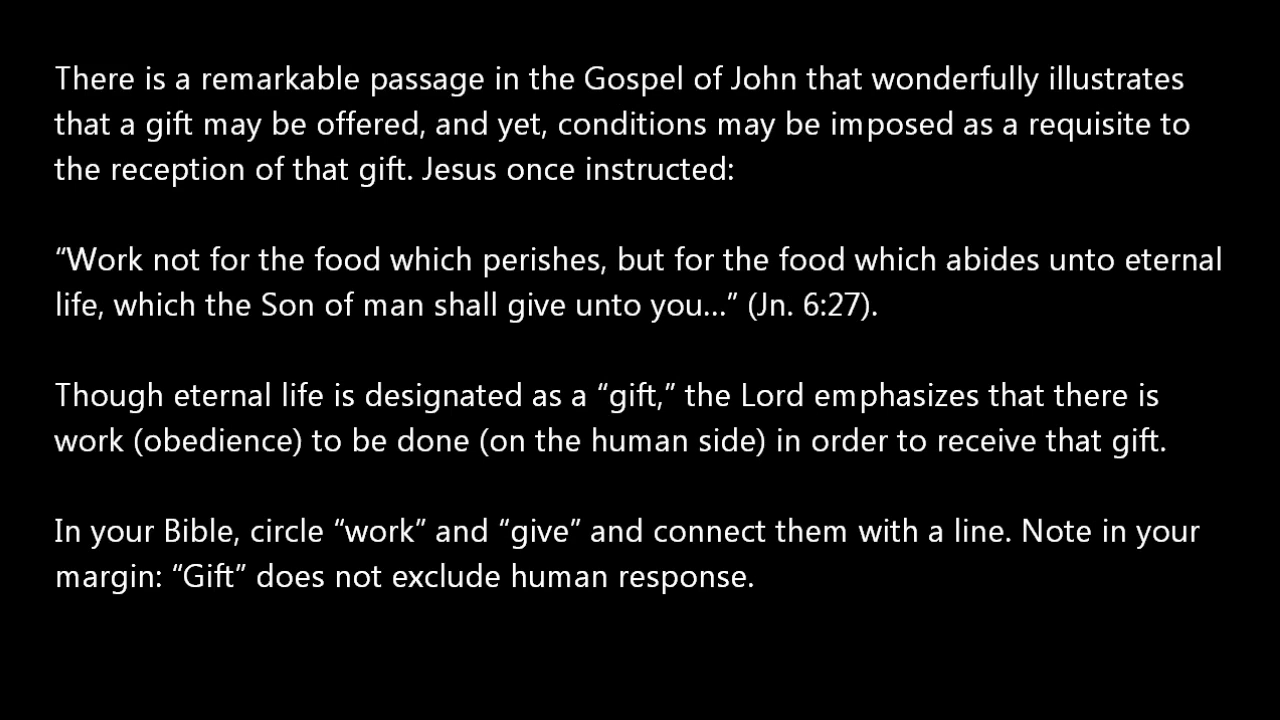 There is a remarkable passage in the Gospel of John that wonderfully illustrates
that a gift may be offered, and yet, conditions may be imposed as a requisite to
the reception of that gift. Jesus once instructed:
“Work not for the food which perishes, but for the food which abides unto eternal
life, which the Son of man shall give unto you…” (Jn. 6:27).
Though eternal life is designated as a “gift,” the Lord emphasizes that there is
work (obedience) to be done (on the human side) in order to receive that gift.
In your Bible, circle “work” and “give” and connect them with a line. Note in your
margin: “Gift” does not exclude human response.